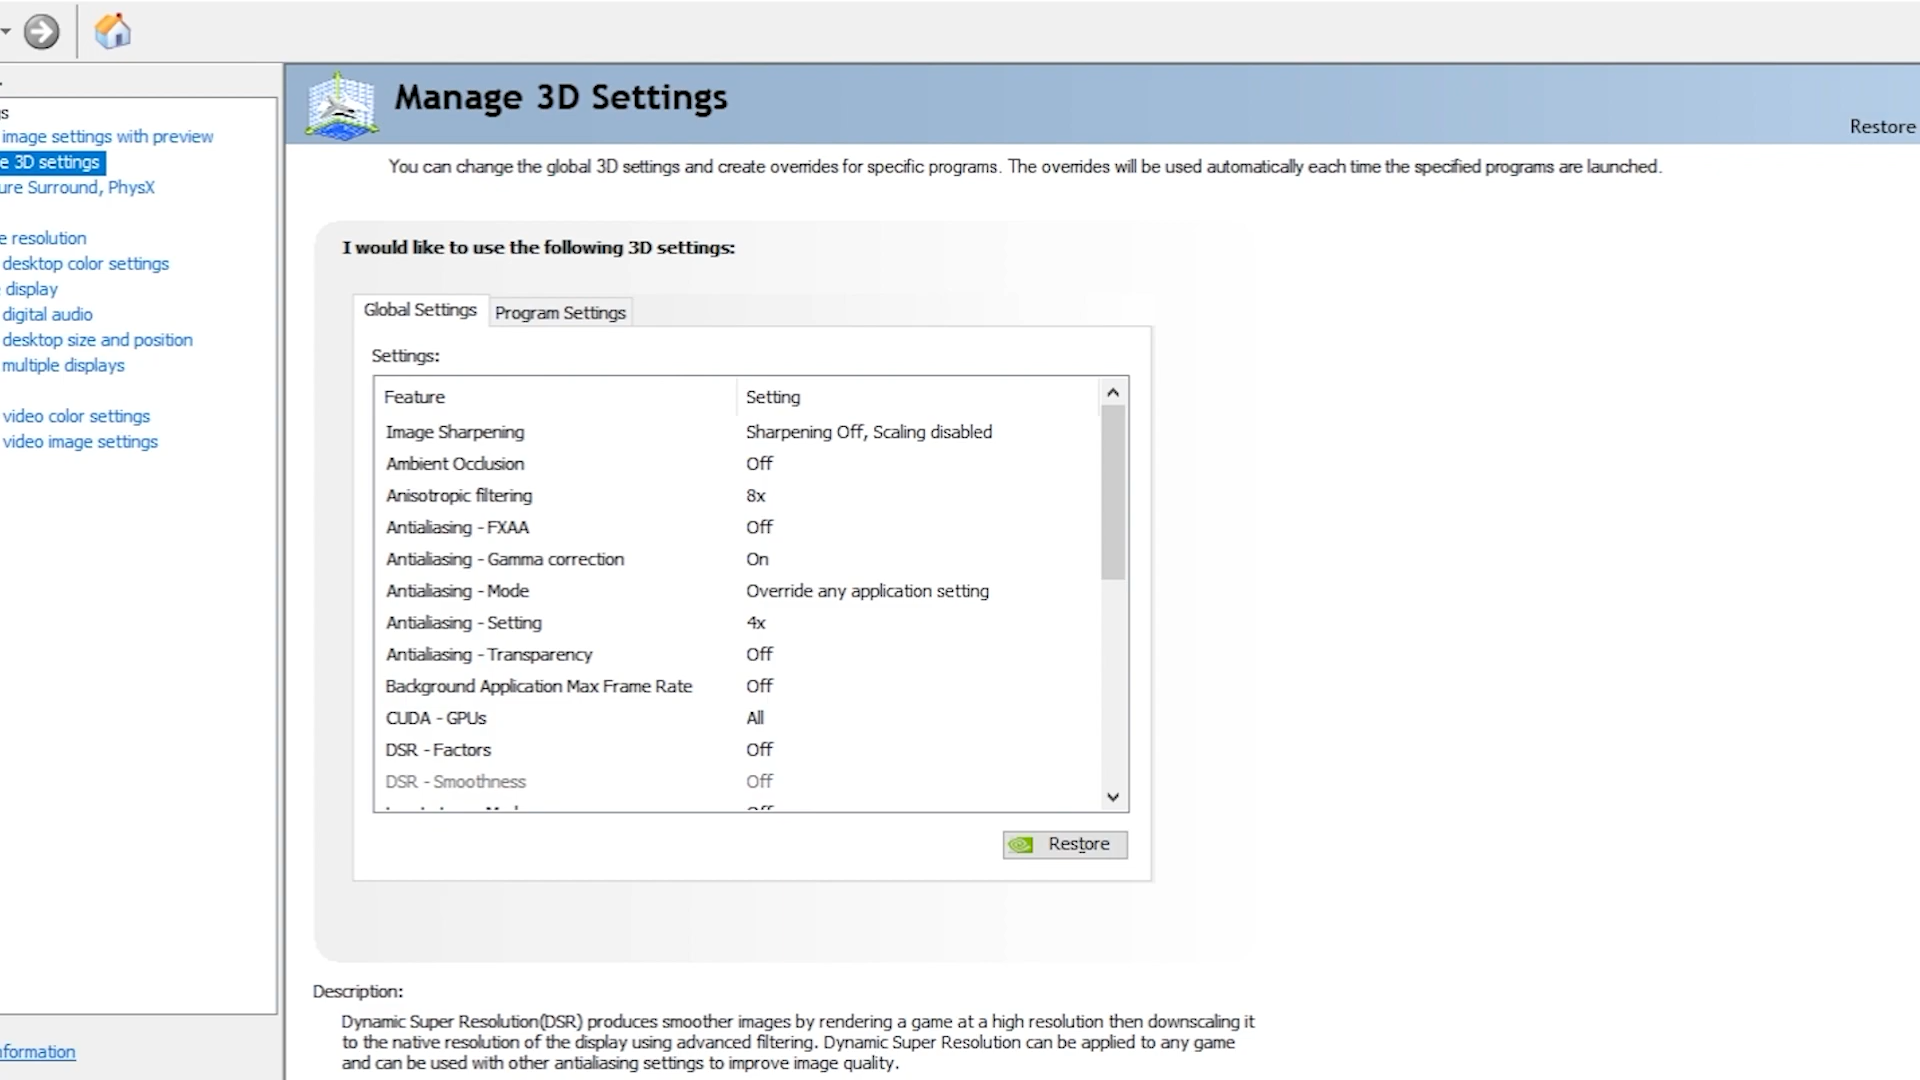 Manage 3D Settings
Restore
You can change the global 3D settings and create overrides for specific programs. The overrides will be used automatically each time the specified programs are launched.
s
image settings with preview
e 3D settings
ure Surround, PhysX
e resolution
desktop color settings
display
digital audio
desktop size and position
multiple displays
video color settings
video image settings
nformation
I would like to use the following 3D settings:
Global Settings Program Settings
Settings:
Feature Setting
Image Sharpening Sharpening Off, Scaling disabled
Ambient Occlusion Off
Anisotropic filtering 8x
Antialiasing - FXAA Off
Antialiasing - Gamma correction On
Antialiasing - Mode Override any application setting
Antialiasing - Setting 4x
Antialiasing - Transparency Off
Background Application Max Frame Rate Off
CUDA - GPUs All
DSR - Factors Off
DSR - Smoothness Off
Restore
Description:
Dynamic Super Resolution(DSR) produces smoother images by rendering a game at a high resolution then downscaling it
to the native resolution of the display using advanced filtering. Dynamic Super Resolution can be applied to any game
and can be used with other antialiasing settings to improve image quality.